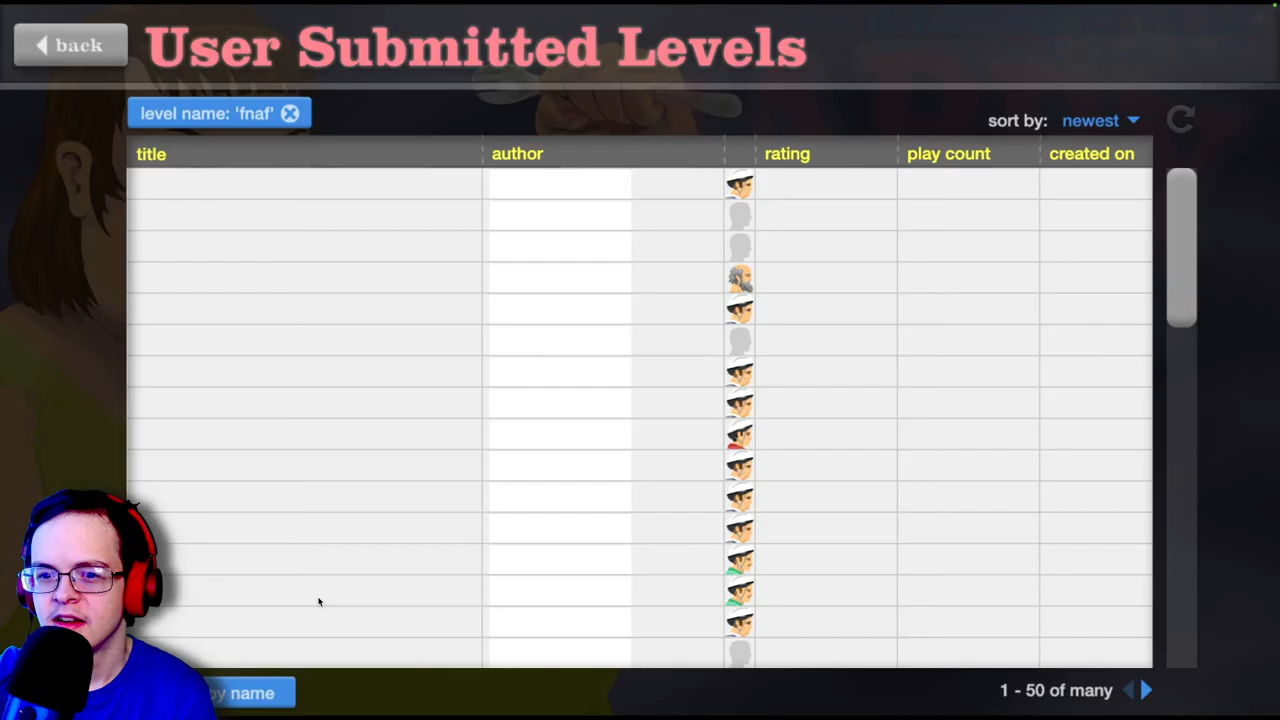 back
User Submitted Levels
level name: 'fnaf'
sort by: newest
title author rating play count created on
by name
1 - 50 of many